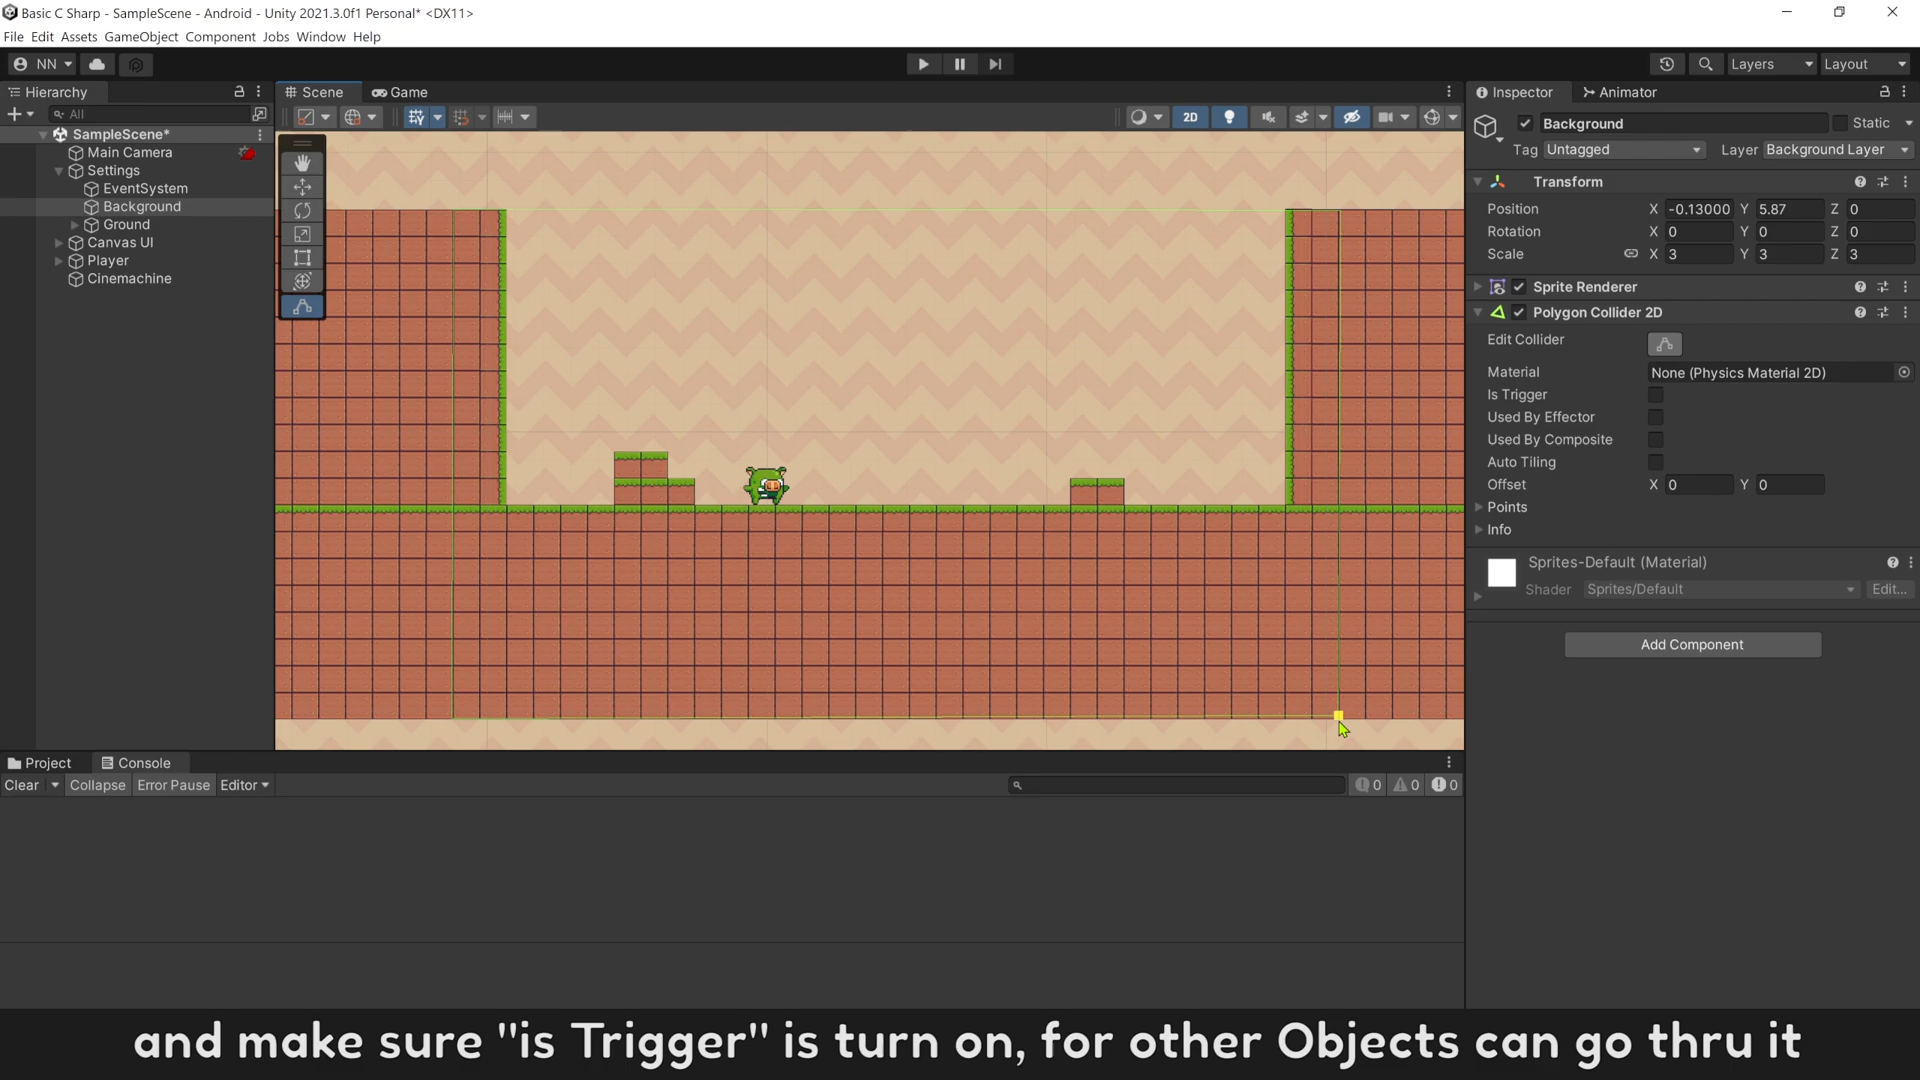 Basic C Sharp - SampleScene - Android - Unity 2021.3.0f1 Personal* <DX11>
File Edit Assets GameObject Component Jobs Window Help
NN Layers Layout
Hierarchy Scene Game Inspector Animator
All 2D
SampleScene*
Main Camera
Settings
EventSystem
Background
Ground
Canvas UI
Player
Cinemachine
Background Static
Tag Untagged Layer Background Layer
Transform
Position X -0.13000 Y 5.87 Z 0
Rotation X 0 Y 0 Z 0
Scale X 3 Y 3 Z 3
Sprite Renderer
Polygon Collider 2D
Edit Collider
Material None (Physics Material 2D)
Is Trigger
Used By Effector
Used By Composite
Auto Tiling
Offset X 0 Y 0
Points
Info
Sprites-Default (Material)
Shader Sprites/Default Edit...
Add Component
Project Console
Clear Collapse Error Pause Editor 0 0 0
and make sure "is Trigger" is turn on, for other Objects can go thru it